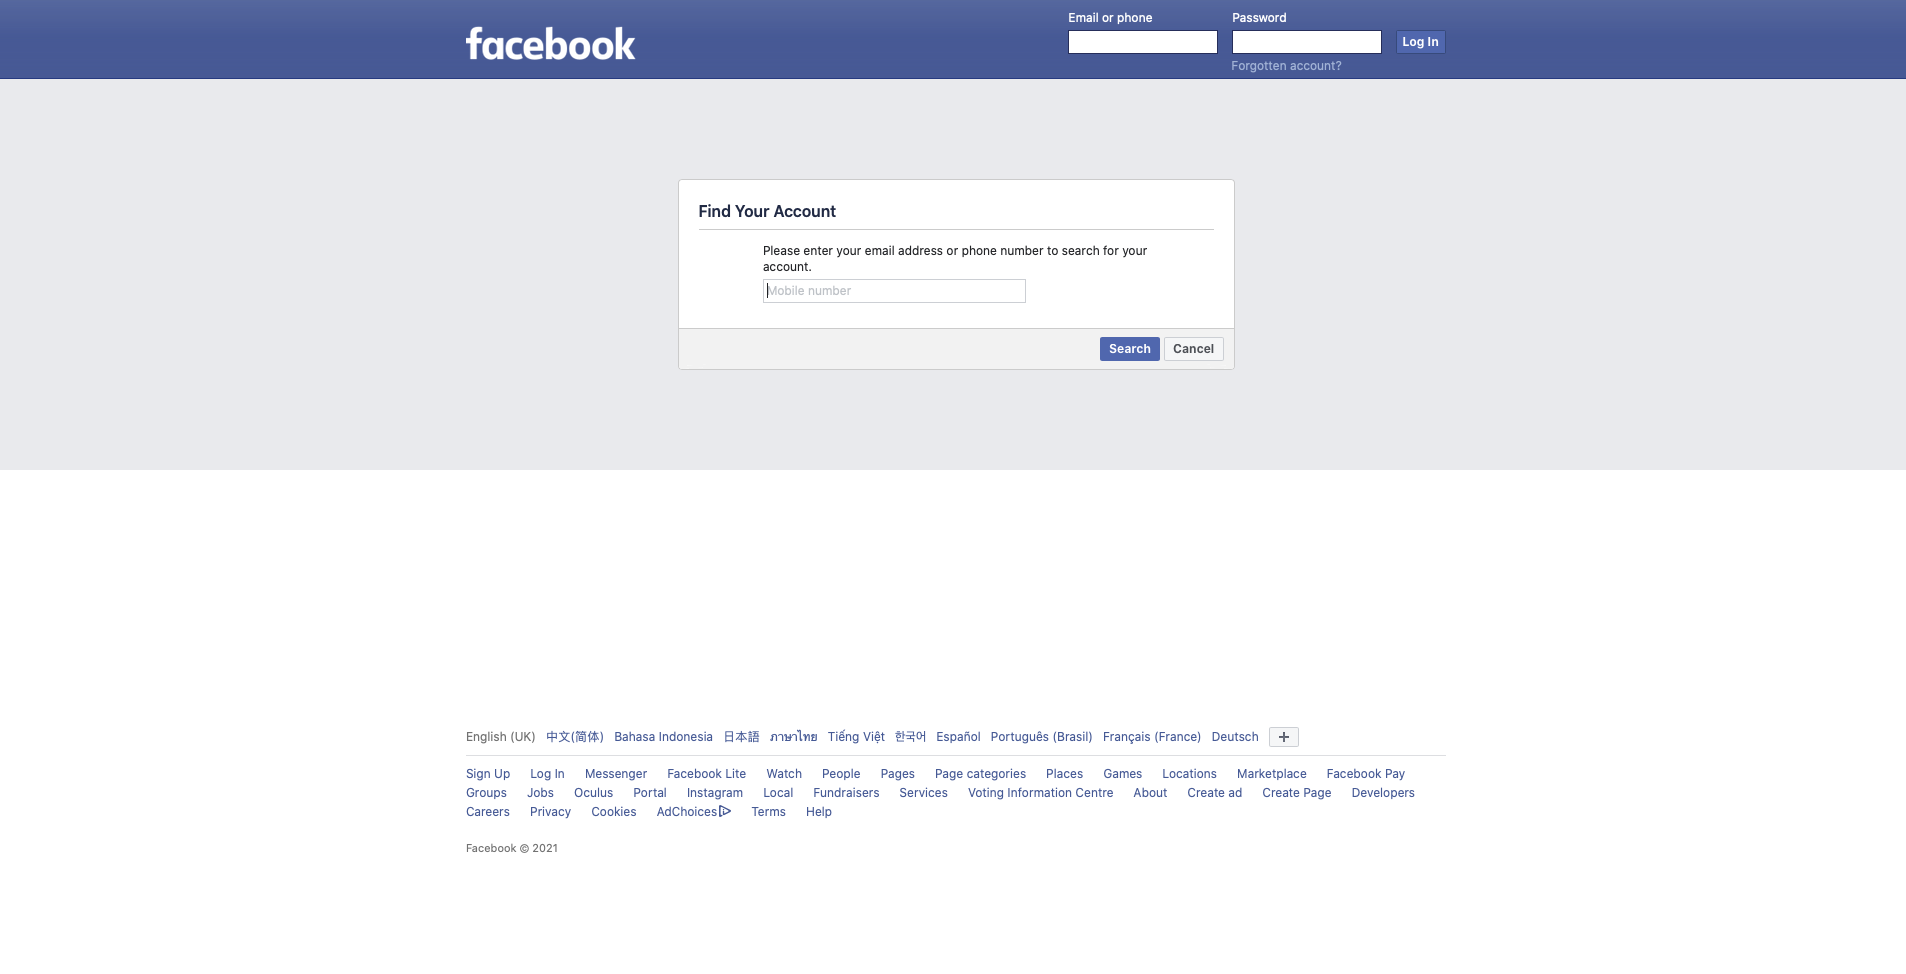 facebook
Email or phone
Password
Log In
Forgotten account?
Find Your Account
Please enter your email address or phone number to search for your
account.
Mobile number
Search Cancel
English (UK) 中文(简体) Bahasa Indonesia 日本語 ภาษาไทย Tiếng Việt 한국어 Español Português (Brasil) Français (France) Deutsch
Sign Up Log In Messenger Facebook Lite Watch People Pages Page categories Places Games Locations Marketplace Facebook Pay
Groups Jobs Oculus Portal Instagram Local Fundraisers Services Voting Information Centre About Create ad Create Page Developers
Careers Privacy Cookies AdChoices Terms Help
Facebook © 2021